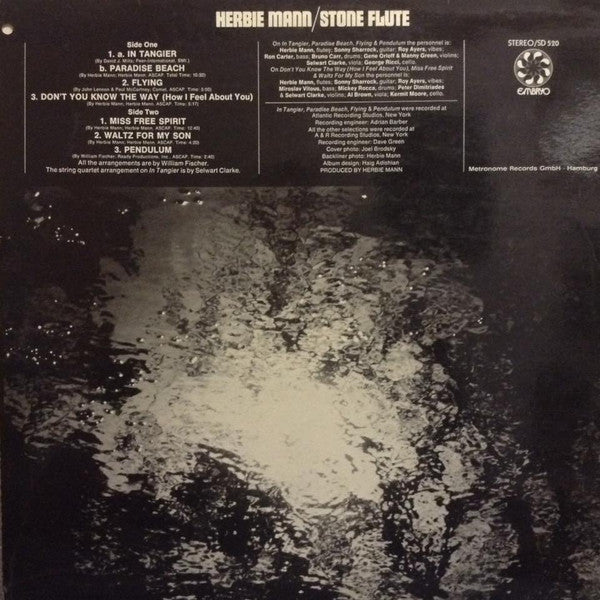 HERBIE MANN/STONE FLUTE
Side One
1. a. IN TANGIER
(By David J. Mills; Peer-International. BMI.)
b. PARADISE BEACH
(By Herbie Mann; Herbie Mann. ASCAP. Total Time: 10:50)
2. FLYING
(By John Lennon & Paul McCartney; Comet. ASCAP. Time: 5:00)
3. DON'T YOU KNOW THE WAY (How I Feel About You)
(By Herbie Mann; Herbie Mann. ASCAP. Time: 5:17)
Side Two
1. MISS FREE SPIRIT
(By Herbie Mann; Herbie Mann. ASCAP. Time: 12:40)
2. WALTZ FOR MY SON
(By Herbie Mann; Herbie Mann. ASCAP. Time: 4:20)
3. PENDULUM
(By William Fischer; Ready Productions, Inc., ASCAP. Time: 2:40)
All the arrangements are by William Fischer.
The string quartet arrangement on In Tangier is by Selwart Clarke.
On In Tangier, Paradise Beach, Flying & Pendulum the personnel is:
Herbie Mann, flutes; Sonny Sharrock, guitar; Roy Ayers, vibes;
Ron Carter, bass; Bruno Carr, drums; Gene Orloff & Manny Green, violins;
Selwart Clarke, viola; George Ricci, cello.
On Don't You Know The Way (How I Feel About You), Miss Free Spirit
& Waltz For My Son the personnel is:
Herbie Mann, flutes; Sonny Sharrock, guitar; Roy Ayers, vibes;
Miroslav Vitous, bass; Mickey Rocca, drums; Peter Dimitriades
& Selwart Clarke, violins; Al Brown, viola; Kermit Moore, cello.
In Tangier, Paradise Beach, Flying & Pendulum were recorded at
Atlantic Recording Studios, New York
Recording engineer: Adrian Barber
All the other selections were recorded at
A & R Recording Studios, New York
Recording engineer: Dave Green
Cover photo: Joel Brodsky
Backliner photo: Herbie Mann
Album design: Haig Adishian
PRODUCED BY HERBIE MANN
STEREO/SD 520
EMBRYO
Metronome Records GmbH · Hamburg